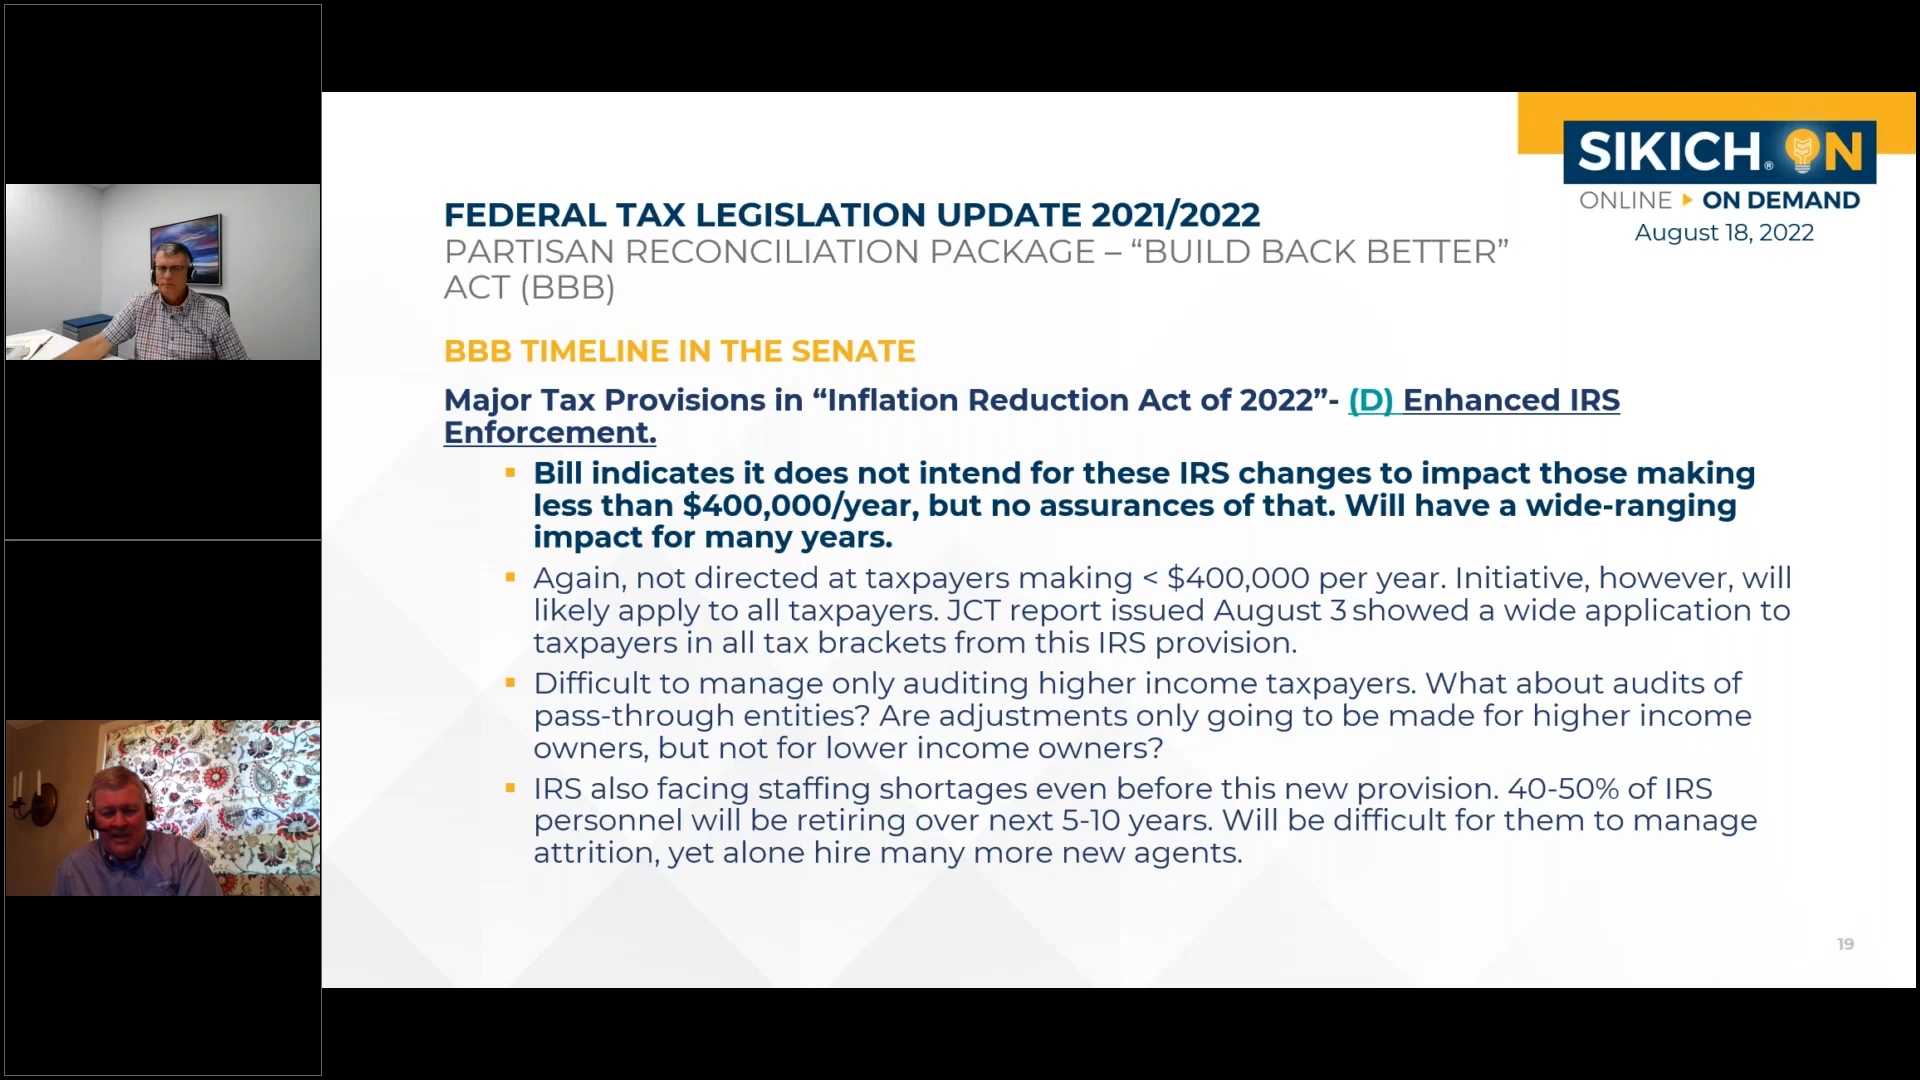 SIKICH® ON
ONLINE ▸ ON DEMAND
August 18, 2022
FEDERAL TAX LEGISLATION UPDATE 2021/2022
PARTISAN RECONCILIATION PACKAGE – “BUILD BACK BETTER”
ACT (BBB)
BBB TIMELINE IN THE SENATE
Major Tax Provisions in “Inflation Reduction Act of 2022”- (D) Enhanced IRS
Enforcement.
▪ Bill indicates it does not intend for these IRS changes to impact those making
less than $400,000/year, but no assurances of that. Will have a wide-ranging
impact for many years.
▪ Again, not directed at taxpayers making < $400,000 per year. Initiative, however, will
likely apply to all taxpayers. JCT report issued August 3 showed a wide application to
taxpayers in all tax brackets from this IRS provision.
▪ Difficult to manage only auditing higher income taxpayers. What about audits of
pass-through entities? Are adjustments only going to be made for higher income
owners, but not for lower income owners?
▪ IRS also facing staffing shortages even before this new provision. 40-50% of IRS
personnel will be retiring over next 5-10 years. Will be difficult for them to manage
attrition, yet alone hire many more new agents.
19